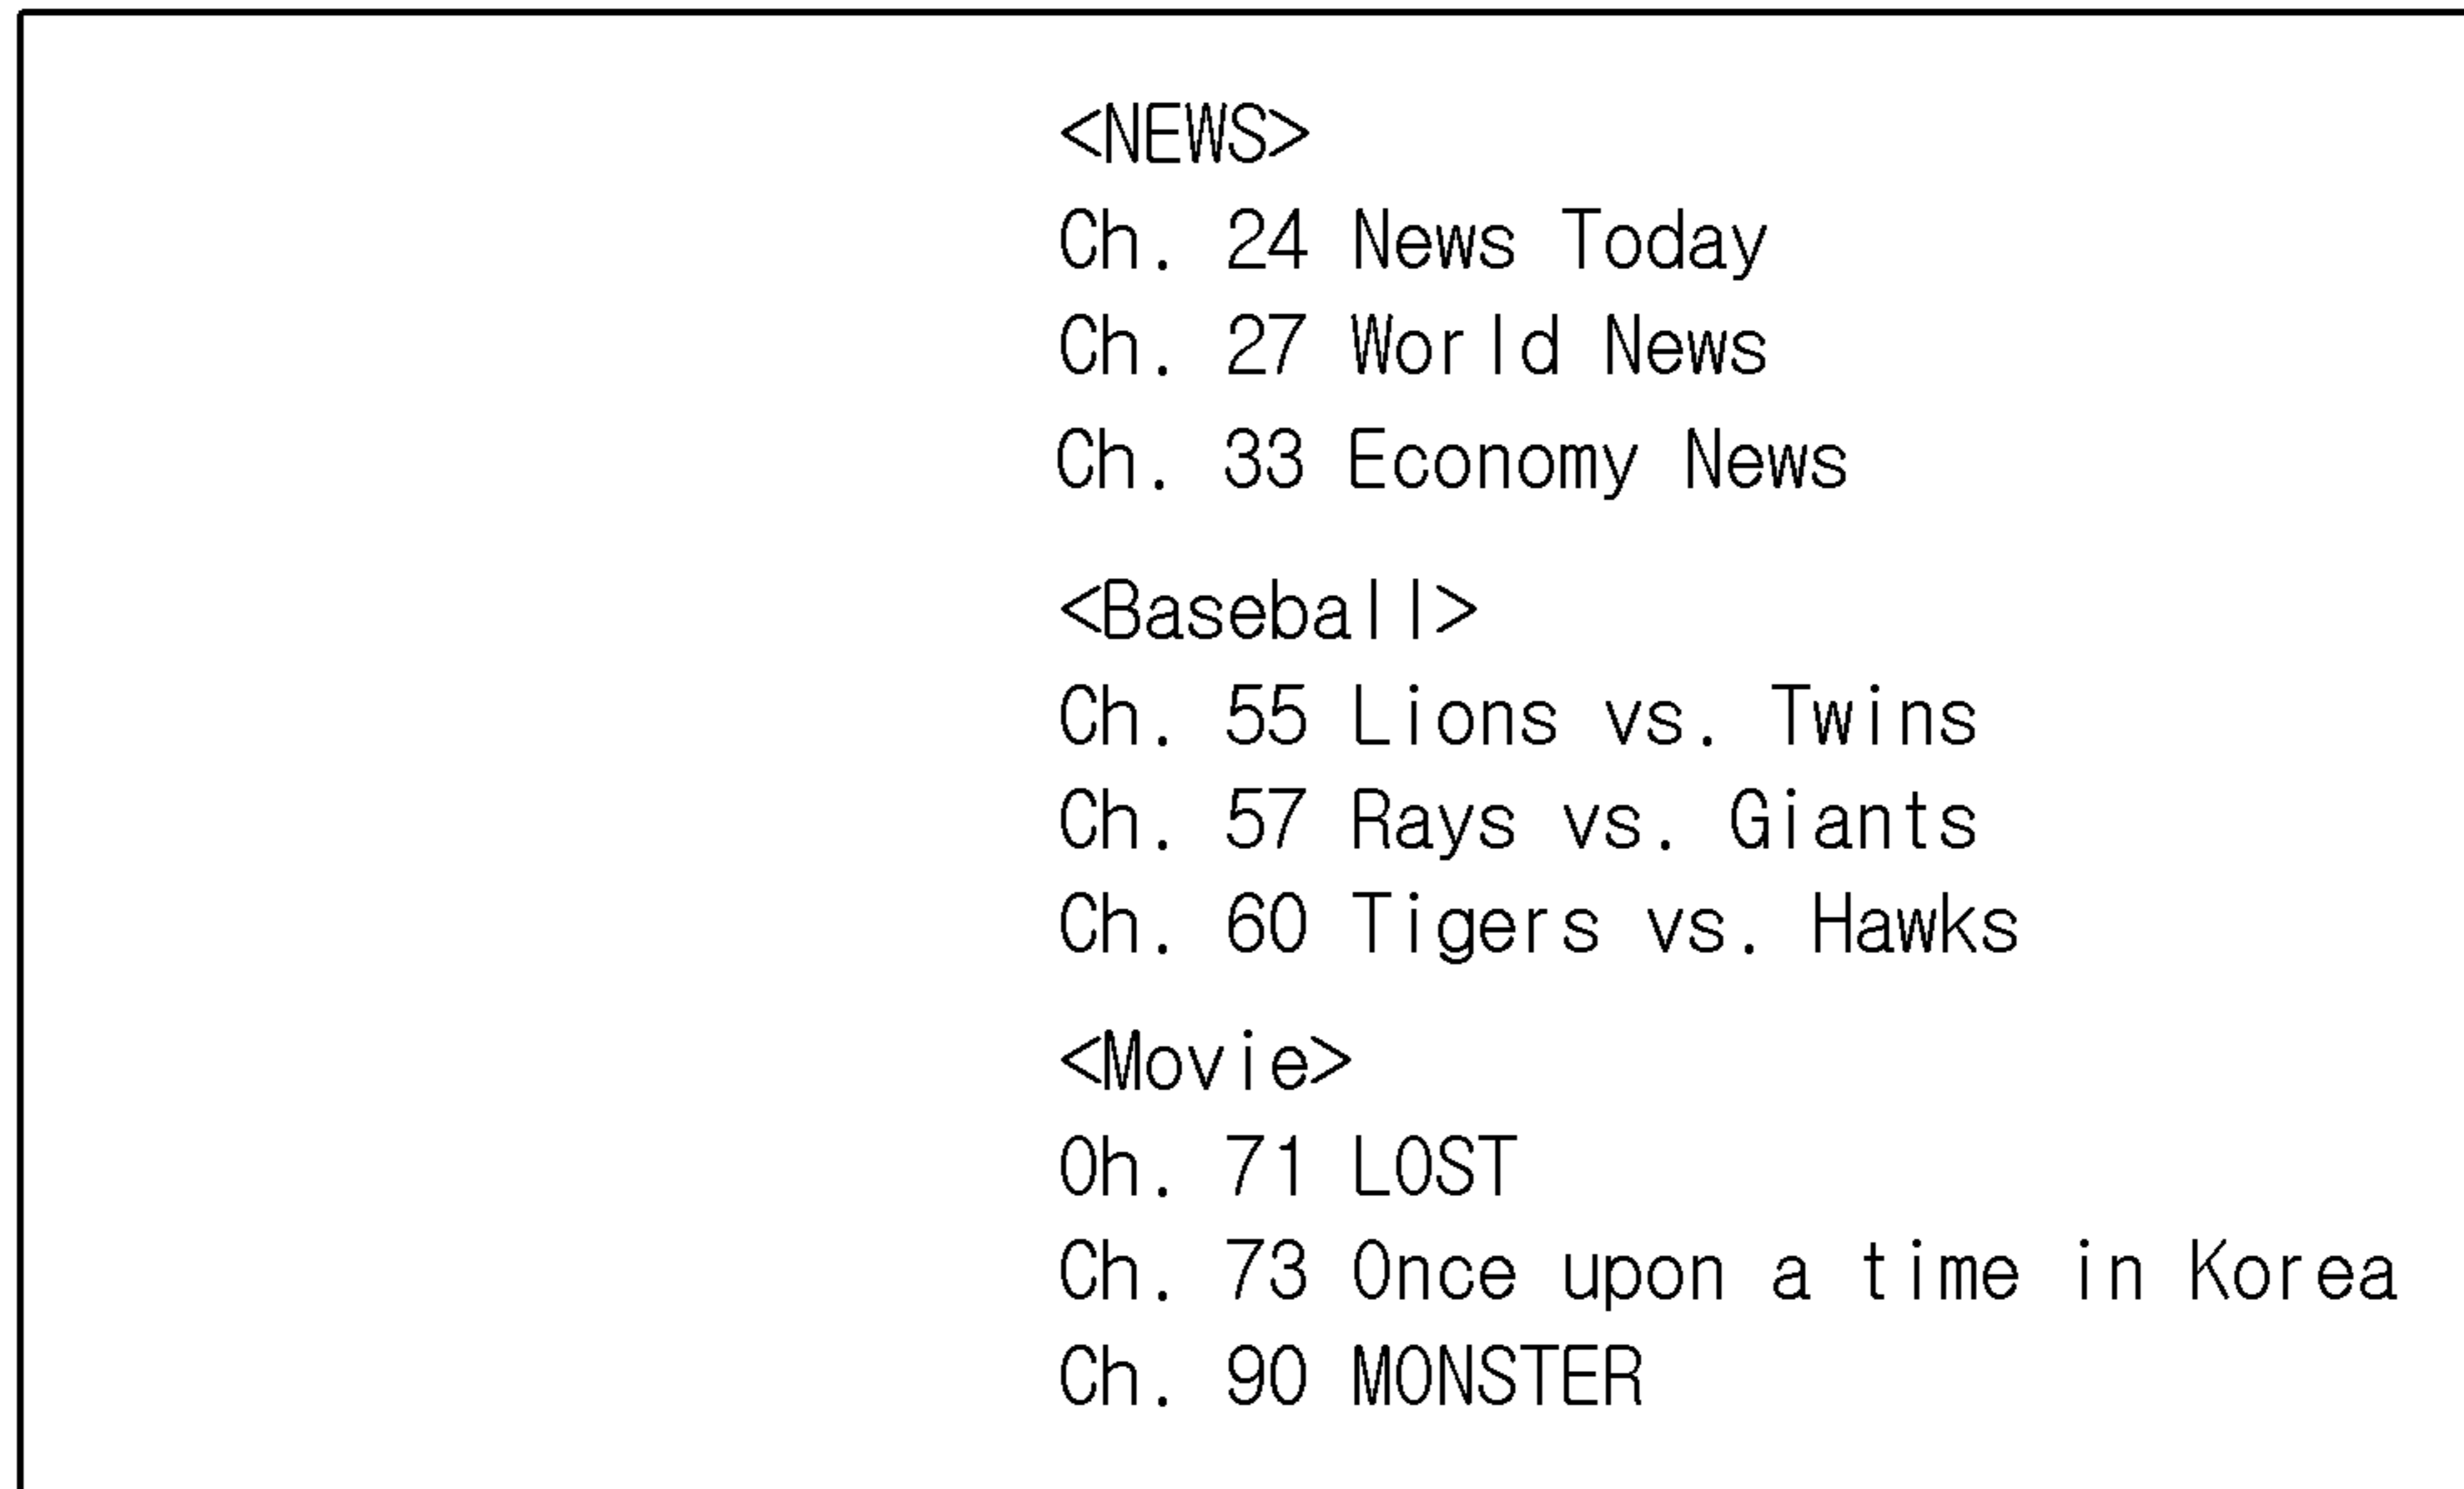 <NEWS>
Ch. 24 News Today
Ch. 27 World News
Ch. 33 Economy News
<Baseball>
Ch. 55 Lions vs. Twins
Ch. 57 Rays vs. Giants
Ch. 60 Tigers vs. Hawks
<Movie>
Oh. 71 LOST
Ch. 73 Once upon a time in Korea
Ch. 90 MONSTER